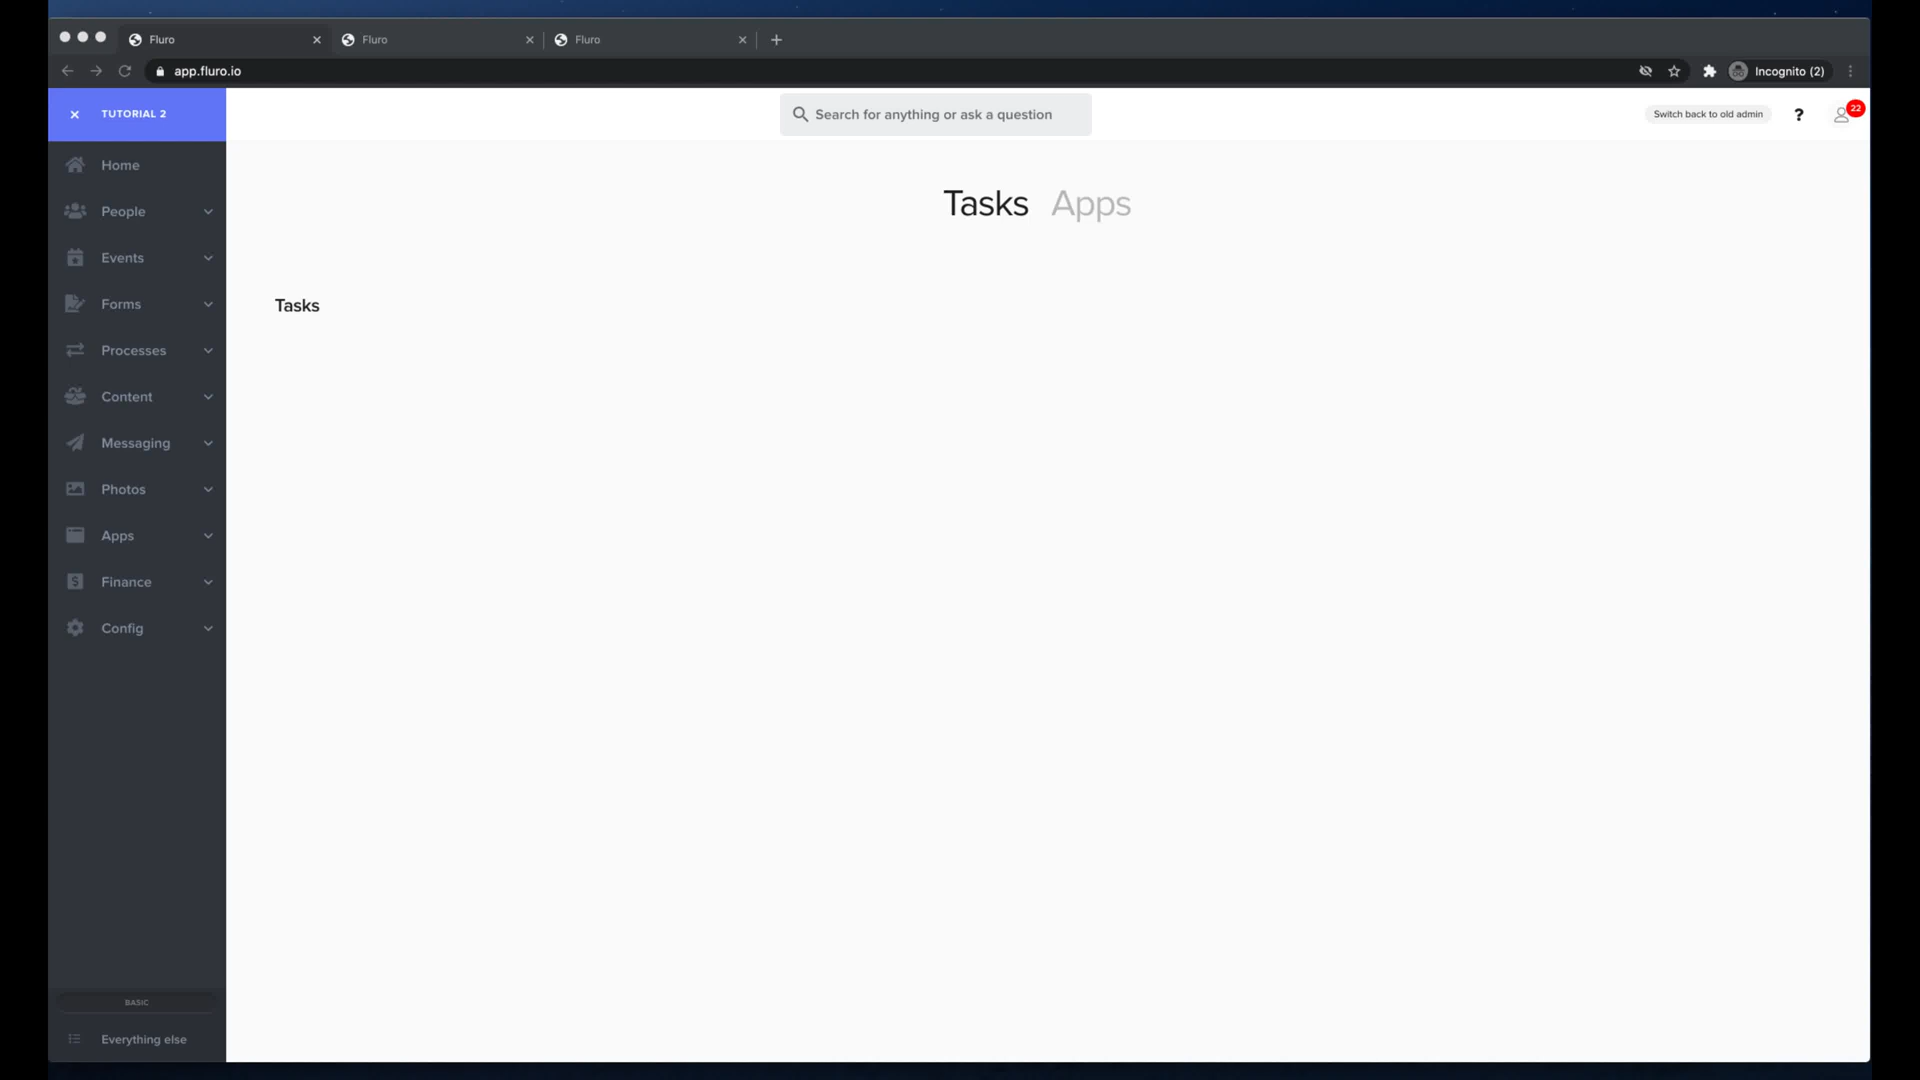 Fluro
Fluro
Fluro
app.fluro.io
Incognito (2)
TUTORIAL 2
Search for anything or ask a question
Switch back to old admin
?
22
Home
People
Events
Forms
Processes
Content
Messaging
Photos
Apps
Finance
Config
BASIC
Everything else
Tasks Apps
Tasks